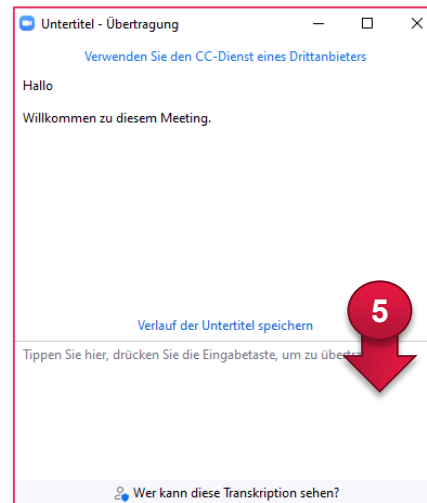 Untertitel - Übertragung
Verwenden Sie den CC-Dienst eines Drittanbieters
Hallo
Willkommen zu diesem Meeting.
Verlauf der Untertitel speichern
5
Tippen Sie hier, drücken Sie die Eingabetaste, um zu
Wer kann diese Transkription sehen?